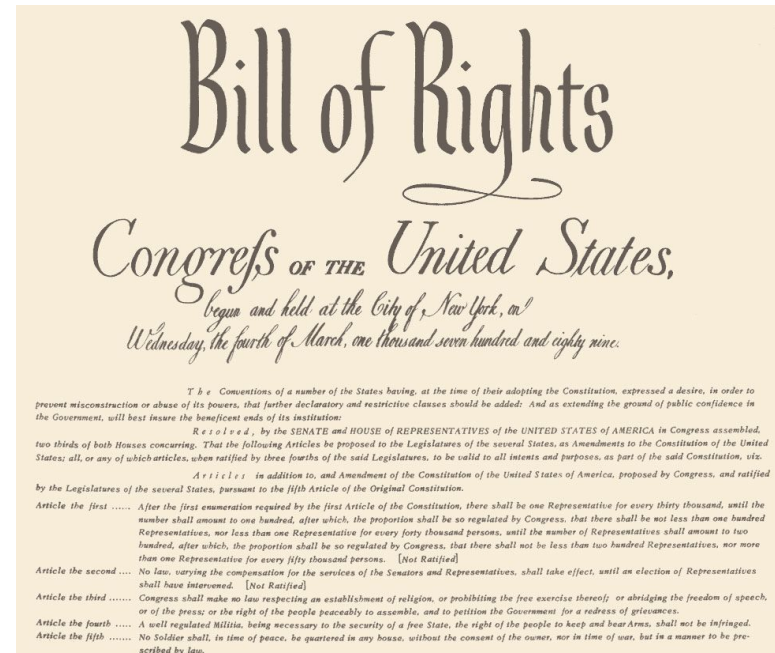 Bill of Rights
Congreſs OF THE United States,
begun and held at the City of New York, on
Wednesday, the fourth of March, one thousand seven hundred and eighty nine.
The Conventions of a number of the States having, at the time of their adopting the Constitution, expressed a desire, in order to
prevent misconstruction or abuse of its powers, that further declaratory and restrictive clauses should be added: And as extending the ground of public confidence in
the Government, will best insure the beneficent ends of its institution:
Resolved, by the SENATE and HOUSE of REPRESENTATIVES of the UNITED STATES of AMERICA in Congress assembled,
two thirds of both Houses concurring. That the following Articles be proposed to the Legislatures of the several States, as Amendments to the Constitution of the United
States; all, or any of which articles, when ratified by three fourths of the said Legislatures, to be valid to all intents and purposes, as part of the said Constitution, viz.
Articles in addition to, and Amendment of the Constitution of the United States of America, proposed by Congress, and ratified
by the Legislatures of the several States, pursuant to the fifth Article of the Original Constitution.
Article the first ...... After the first enumeration required by the first Article of the Constitution, there shall be one Representative for every thirty thousand, until the
number shall amount to one hundred, after which, the proportion shall be so regulated by Congress, that there shall be not less than one hundred
Representatives, nor less than one Representative for every forty thousand persons, until the number of Representatives shall amount to two
hundred, after which, the proportion shall be so regulated by Congress, that there shall not be less than two hundred Representatives, nor more
than one Representative for every fifty thousand persons. [Not Ratified]
Article the second .... No law, varying the compensation for the services of the Senators and Representatives, shall take effect, until an election of Representatives
shall have intervened. [Not Ratified]
Article the third ....... Congress shall make no law respecting an establishment of religion, or prohibiting the free exercise thereof; or abridging the freedom of speech,
or of the press; or the right of the people peaceably to assemble, and to petition the Government for a redress of grievances.
Article the fourth ..... A well regulated Militia, being necessary to the security of a free State, the right of the people to keep and bear Arms, shall not be infringed.
Article the fifth ....... No Soldier shall, in time of peace, be quartered in any house, without the consent of the owner, nor in time of war, but in a manner to be pre-
scribed by law.